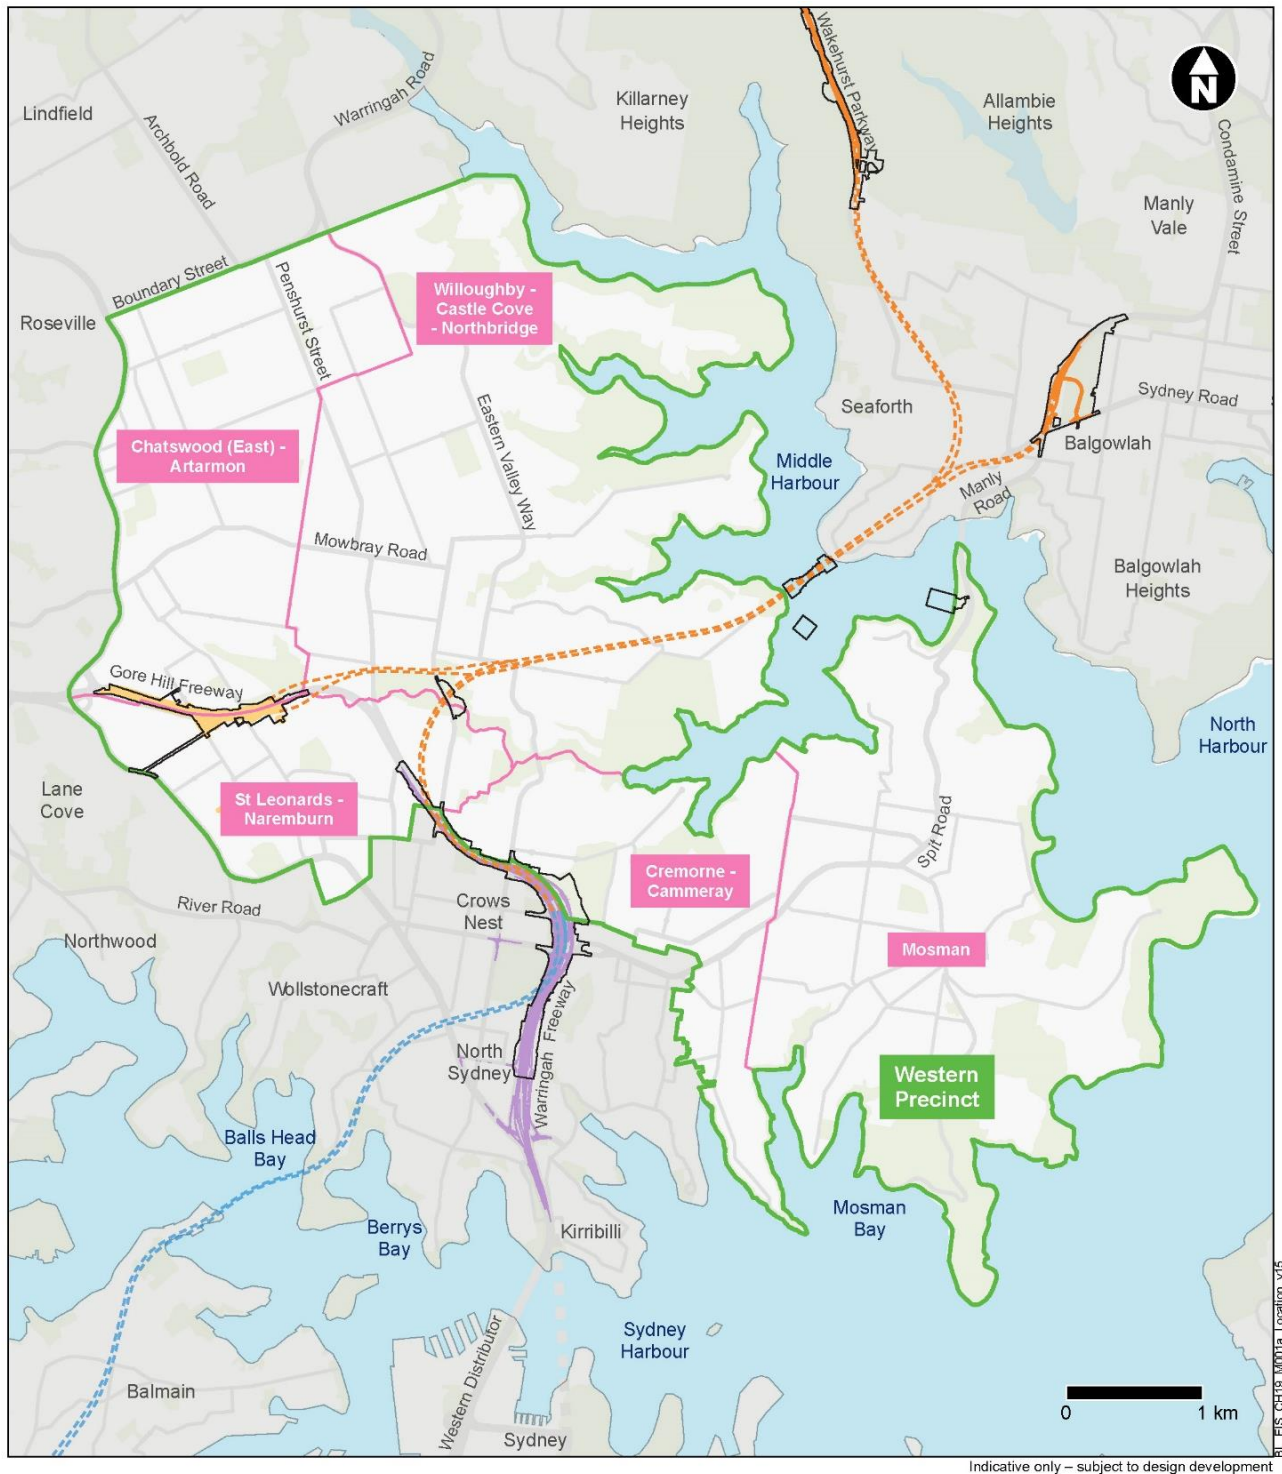 Wakehurst Parkway
N
Killarney
Heights
Allambie
Heights
Lindfield
Warringah Road
Archbold Road
Condamine Street
Manly
Vale
Boundary Street
Penshurst Street
Willoughby -
Castle Cove
- Northbridge
Roseville
Seaforth
Sydney Road
Eastern Valley Way
Chatswood (East) -
Artarmon
Balgowlah
Middle
Harbour
Manly
Road
Mowbray Road
Balgowlah
Heights
Gore Hill Freeway
North
Harbour
Lane
Cove
St Leonards -
Naremburn
Spit Road
Cremorne -
Cammeray
River Road
Crows
Nest
Northwood
Mosman
Wollstonecraft
Warringah Freeway
North
Sydney
Western
Precinct
Balls Head
Bay
Mosman
Bay
Berrys
Bay
Kirribilli
Sydney
Harbour
Western Distributor
Balmain
Sydney
0 1 km
BL_EIS_CH19_M001a_Location_v15
Indicative only – subject to design development